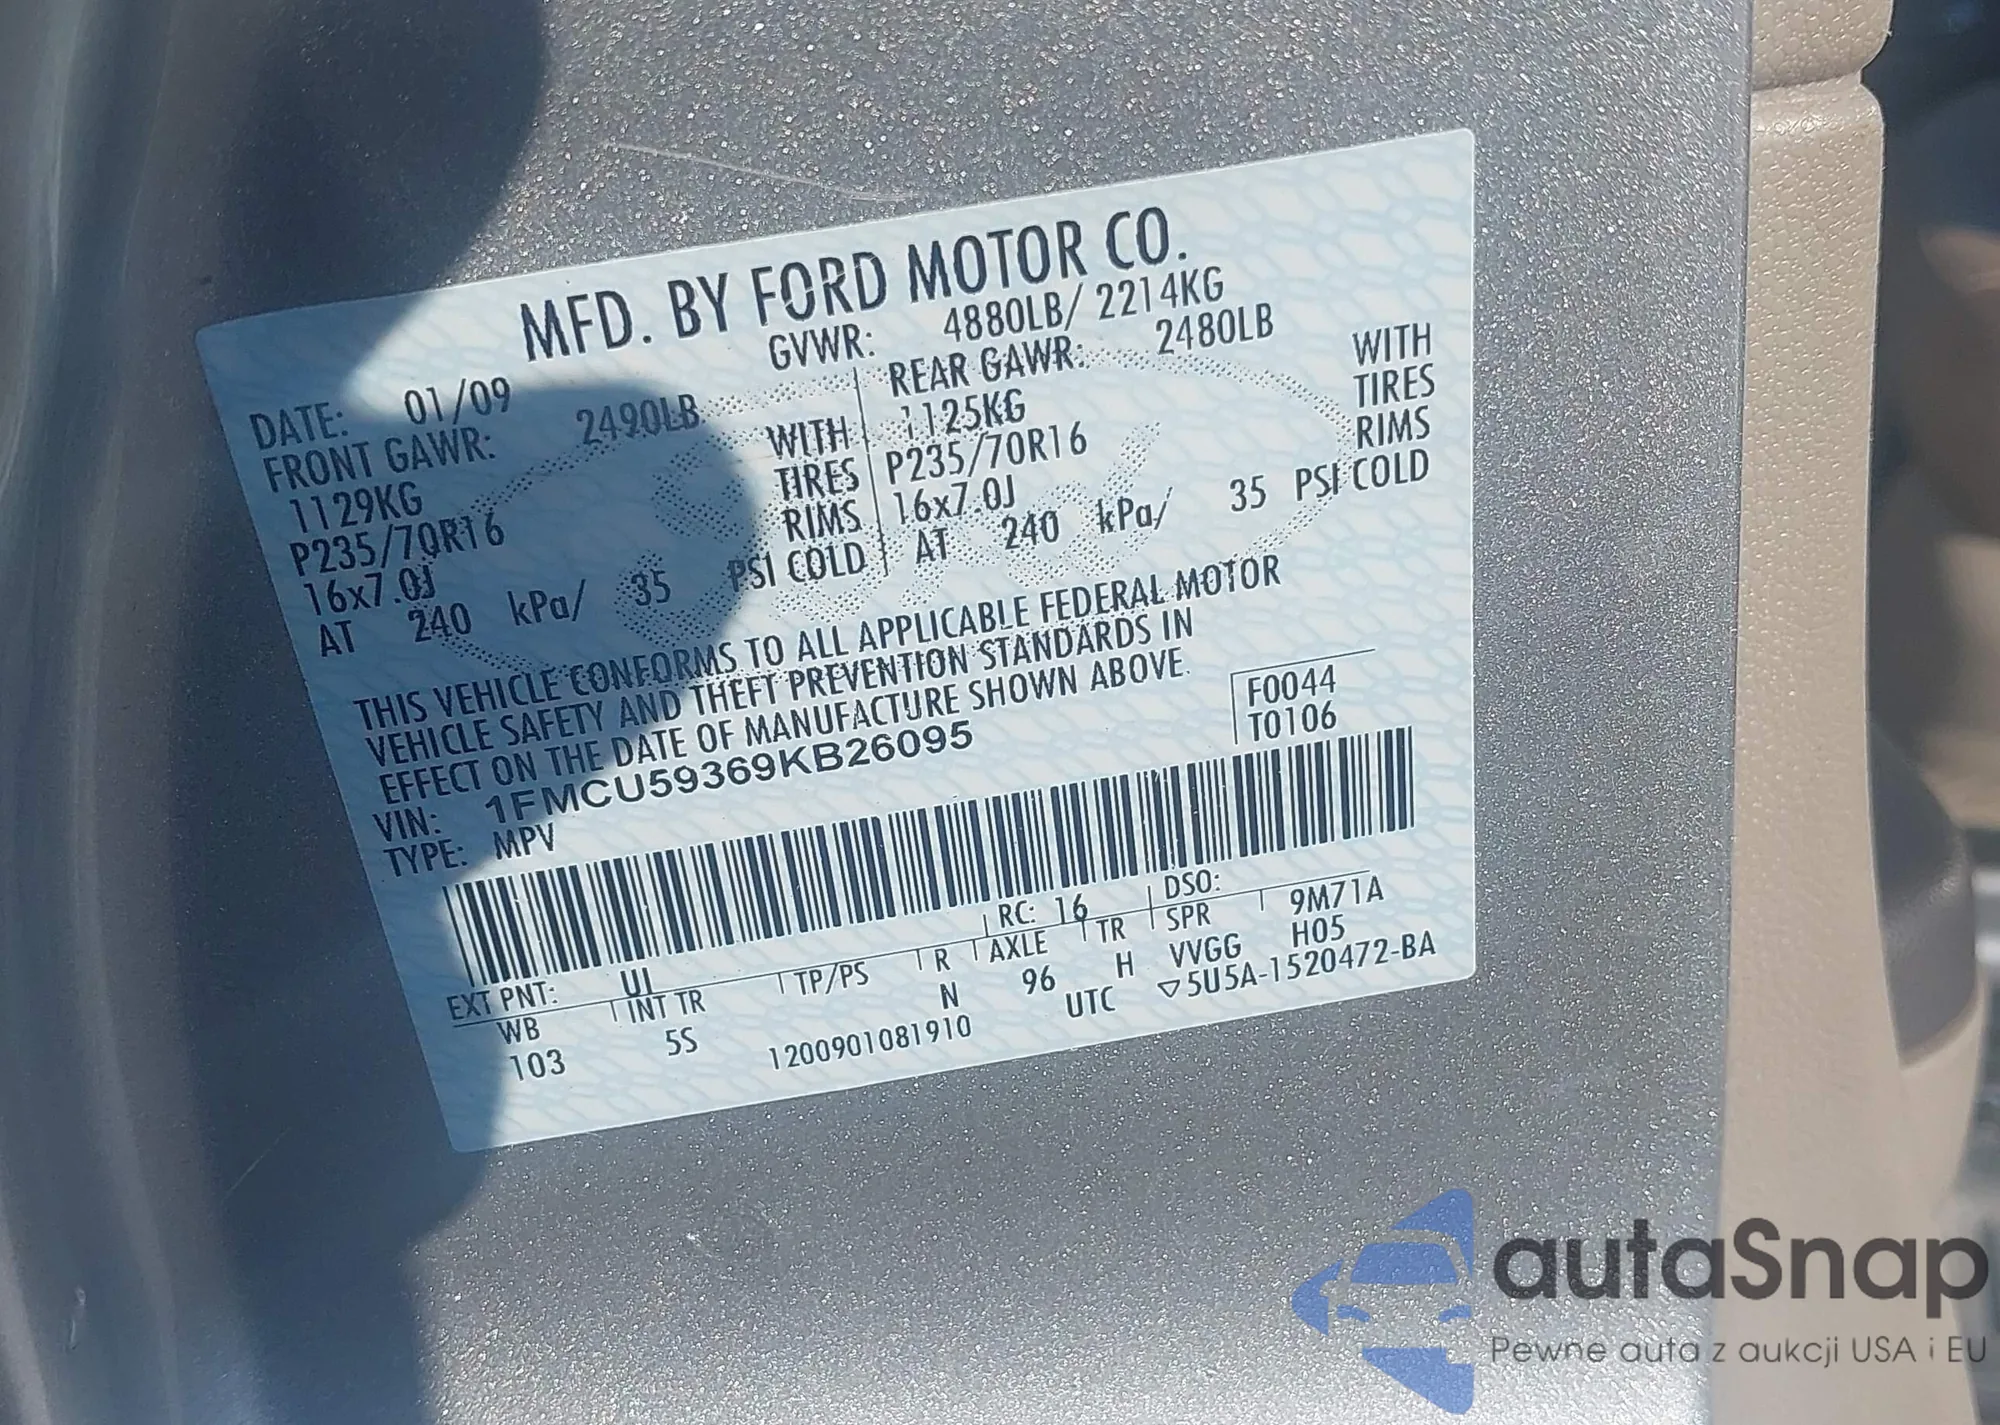 MFD. BY FORD MOTOR CO.
DATE: 01/09 GVWR: 4880LB/ 2214KG
FRONT GAWR: 2490LB REAR GAWR: 2480LB
1129KG WITH 1125KG WITH
P235/70R16 TIRES P235/70R16 TIRES
16x7.0J RIMS 16x7.0J RIMS
AT 240 kPa/ 35 PSI COLD AT 240 kPa/ 35 PSI COLD
THIS VEHICLE CONFORMS TO ALL APPLICABLE FEDERAL MOTOR
VEHICLE SAFETY AND THEFT PREVENTION STANDARDS IN
EFFECT ON THE DATE OF MANUFACTURE SHOWN ABOVE.
VIN: 1FMCU59369KB26095 F0044
TYPE: MPV T0106
EXT PNT: UJ RC: 16 DSO:
WB INT TR TP/PS R AXLE TR SPR 9M71A
103 5S N 96 H VVGG H05
1200901081910 UTC ▽5U5A-1520472-BA
autaSnap
Pewne auta z aukcji USA i EU